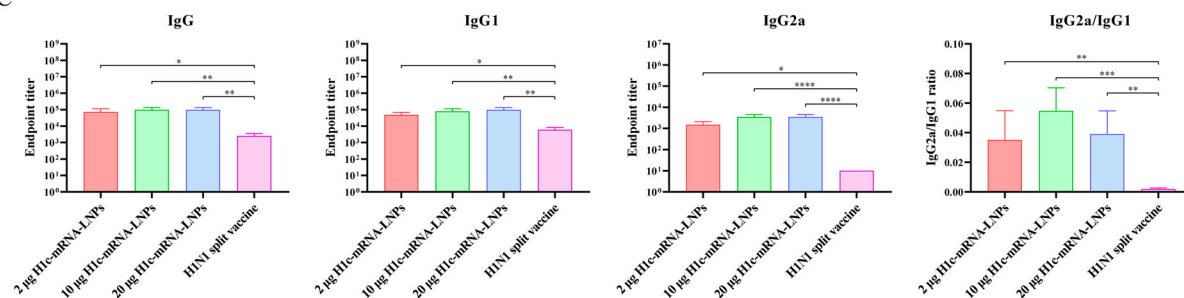 IgG
Endpoint titer
10⁹
10⁸
10⁷
10⁶
10⁵
10⁴
10³
10²
10¹
10⁰
*
**
**
2 µg H1c-mRNA-LNPs
10 µg H1c-mRNA-LNPs
20 µg H1c-mRNA-LNPs
H1N1 split vaccine
IgG1
Endpoint titer
10⁹
10⁸
10⁷
10⁶
10⁵
10⁴
10³
10²
10¹
10⁰
*
**
**
2 µg H1c-mRNA-LNPs
10 µg H1c-mRNA-LNPs
20 µg H1c-mRNA-LNPs
H1N1 split vaccine
IgG2a
Endpoint titer
10⁷
10⁶
10⁵
10⁴
10³
10²
10¹
10⁰
*
****
****
2 µg H1c-mRNA-LNPs
10 µg H1c-mRNA-LNPs
20 µg H1c-mRNA-LNPs
H1N1 split vaccine
IgG2a/IgG1
IgG2a/IgG1 ratio
0.10
0.08
0.06
0.04
0.02
0.00
**
***
**
2 µg H1c-mRNA-LNPs
10 µg H1c-mRNA-LNPs
20 µg H1c-mRNA-LNPs
H1N1 split vaccine